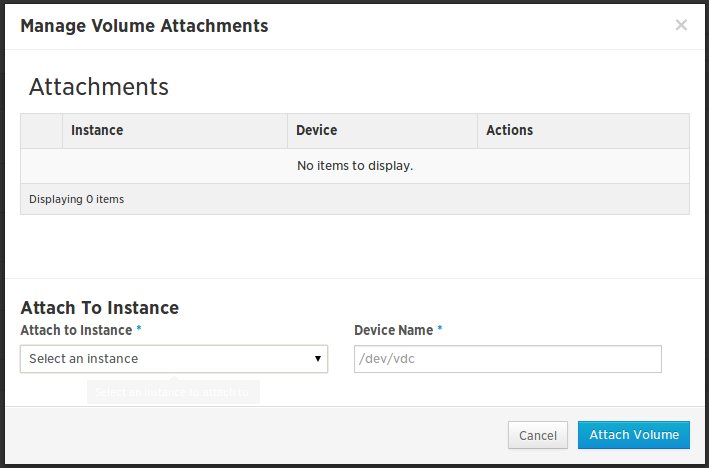 Manage Volume Attachments ×
Attachments
Instance Device Actions
No items to display.
Displaying 0 items
Attach To Instance
Attach to Instance * Device Name *
Select an instance /dev/vdc
Select an instance to attach to.
Cancel Attach Volume